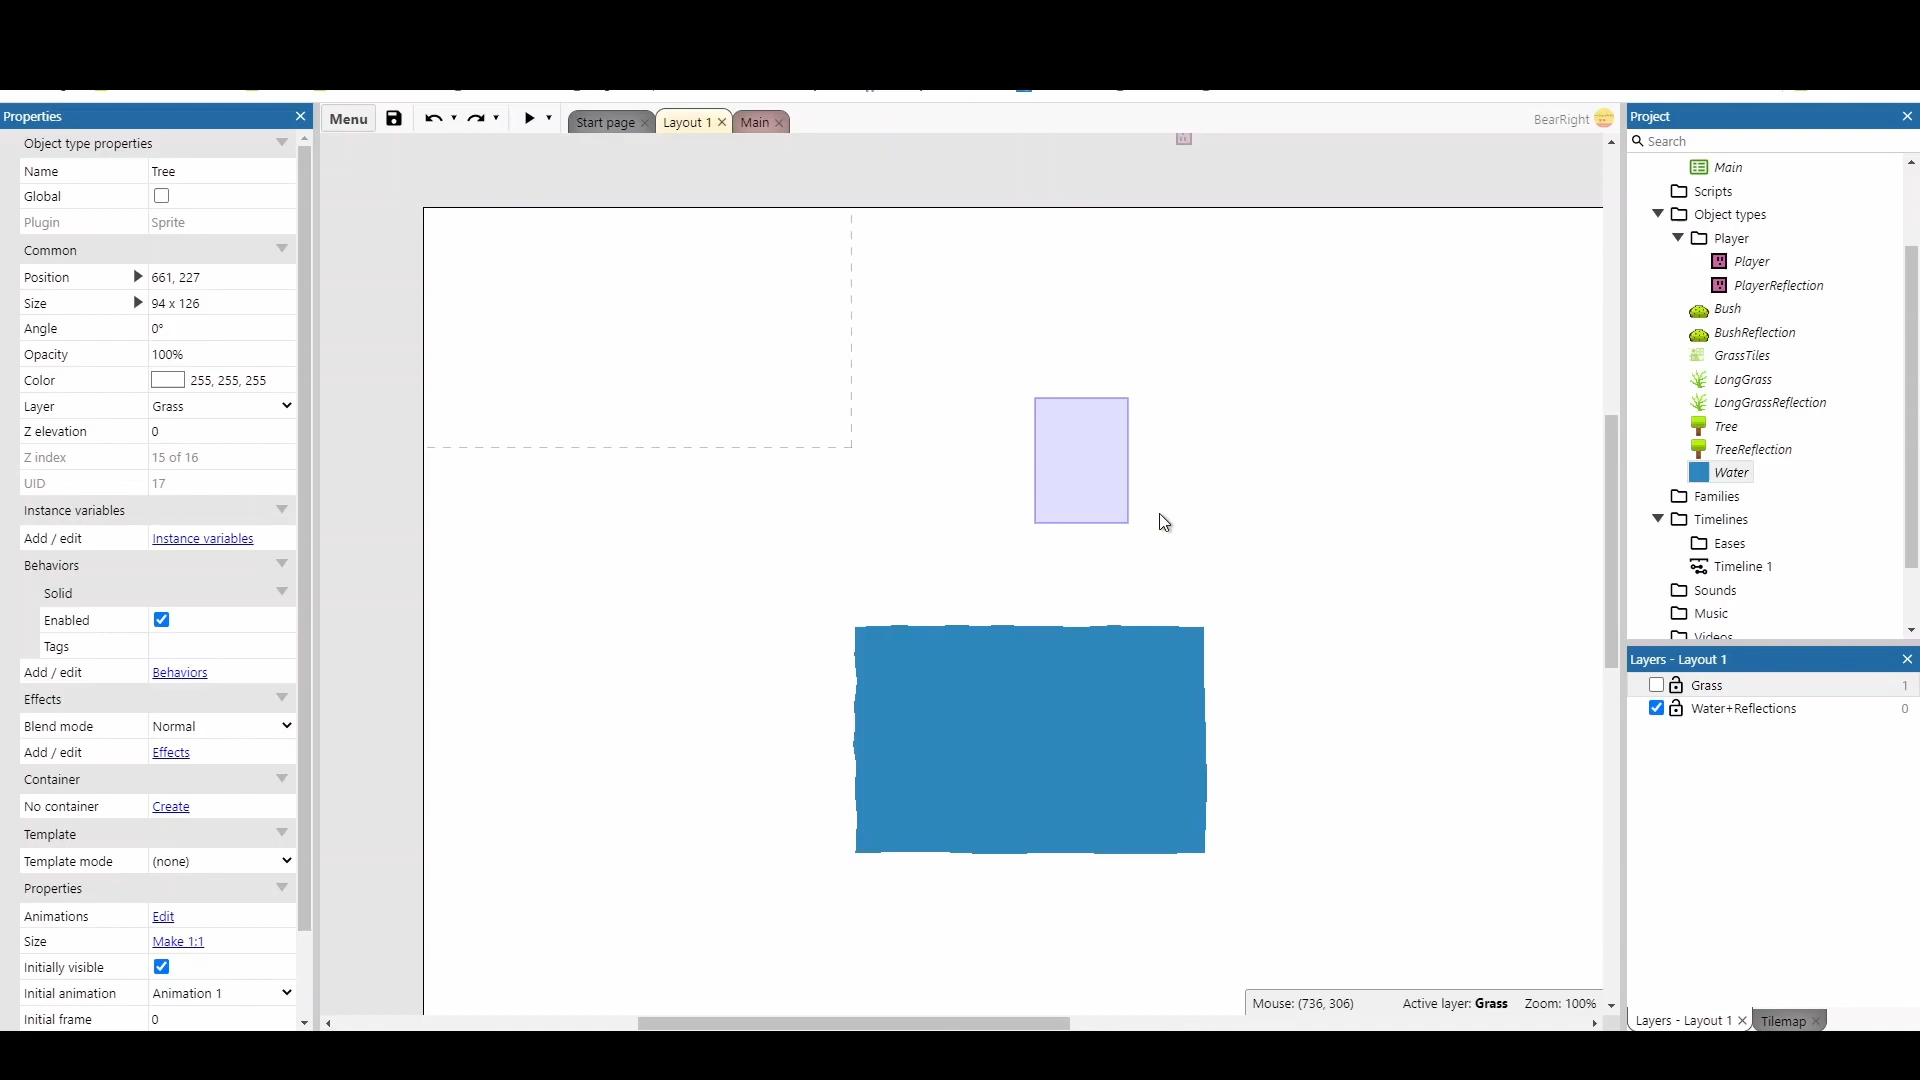 Properties
Object type properties
Name Tree
Global
Plugin Sprite
Common
Position 661, 227
Size 94 x 126
Angle 0°
Opacity 100%
Color 255, 255, 255
Layer Grass
Z elevation 0
Z index 15 of 16
UID 17
Instance variables
Add / edit Instance variables
Behaviors
Solid
Enabled
Tags
Add / edit Behaviors
Effects
Blend mode Normal
Add / edit Effects
Container
No container Create
Template
Template mode (none)
Properties
Animations Edit
Size Make 1:1
Initially visible
Initial animation Animation 1
Initial frame 0
Menu
Start page
Layout 1
Main
BearRight
Mouse: (736, 306) Active layer: Grass Zoom: 100%
Project
Search
Main
Scripts
Object types
Player
Player
PlayerReflection
Bush
BushReflection
GrassTiles
LongGrass
LongGrassReflection
Tree
TreeReflection
Water
Families
Timelines
Eases
Timeline 1
Sounds
Music
Videos
Layers - Layout 1
Grass 1
Water+Reflections 0
Layers - Layout 1
Tilemap